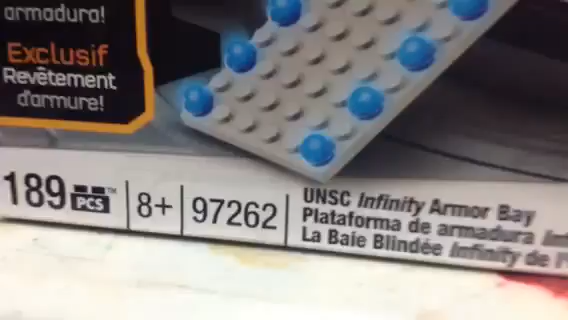 armadura!
Exclusif
Revêtement
d'armure!
189 PCS™ 8+ 97262
UNSC Infinity Armor Bay
Plataforma de armadura
La Baie Blindée Infinity de